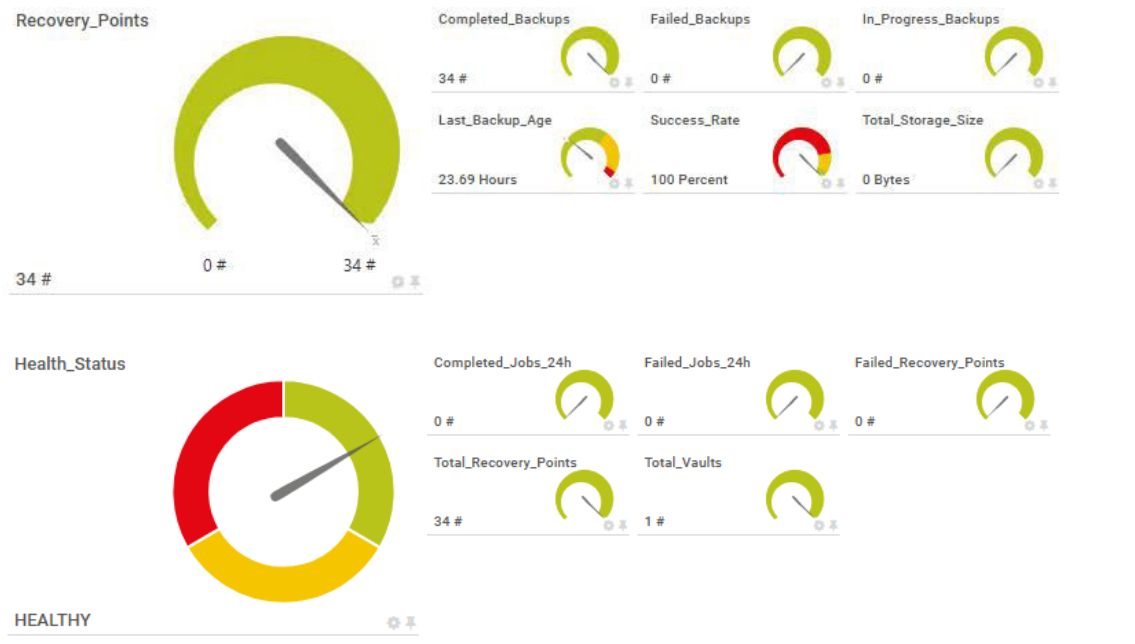 Recovery_Points
0 #
34 #
34 #
Completed_Backups
34 #
Failed_Backups
0 #
In_Progress_Backups
0 #
Last_Backup_Age
23.69 Hours
Success_Rate
100 Percent
Total_Storage_Size
0 Bytes
Health_Status
HEALTHY
Completed_Jobs_24h
0 #
Failed_Jobs_24h
0 #
Failed_Recovery_Points
0 #
Total_Recovery_Points
34 #
Total_Vaults
1 #